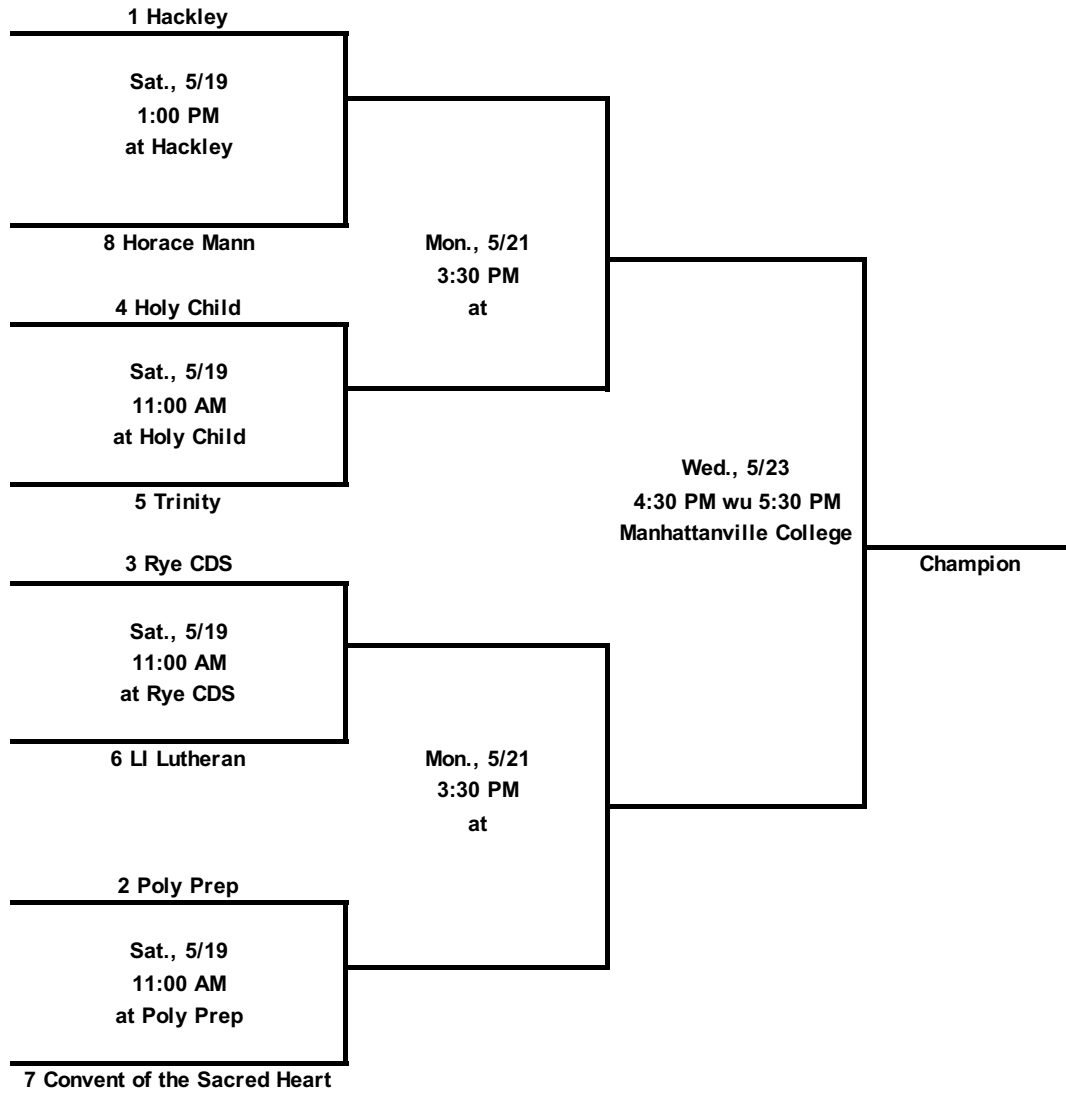 1 Hackley
Sat., 5/19
1:00 PM
at Hackley
8 Horace Mann
Mon., 5/21
3:30 PM
at
4 Holy Child
Sat., 5/19
11:00 AM
at Holy Child
5 Trinity
Wed., 5/23
4:30 PM wu 5:30 PM
Manhattanville College
Champion
3 Rye CDS
Sat., 5/19
11:00 AM
at Rye CDS
6 LI Lutheran
Mon., 5/21
3:30 PM
at
2 Poly Prep
Sat., 5/19
11:00 AM
at Poly Prep
7 Convent of the Sacred Heart